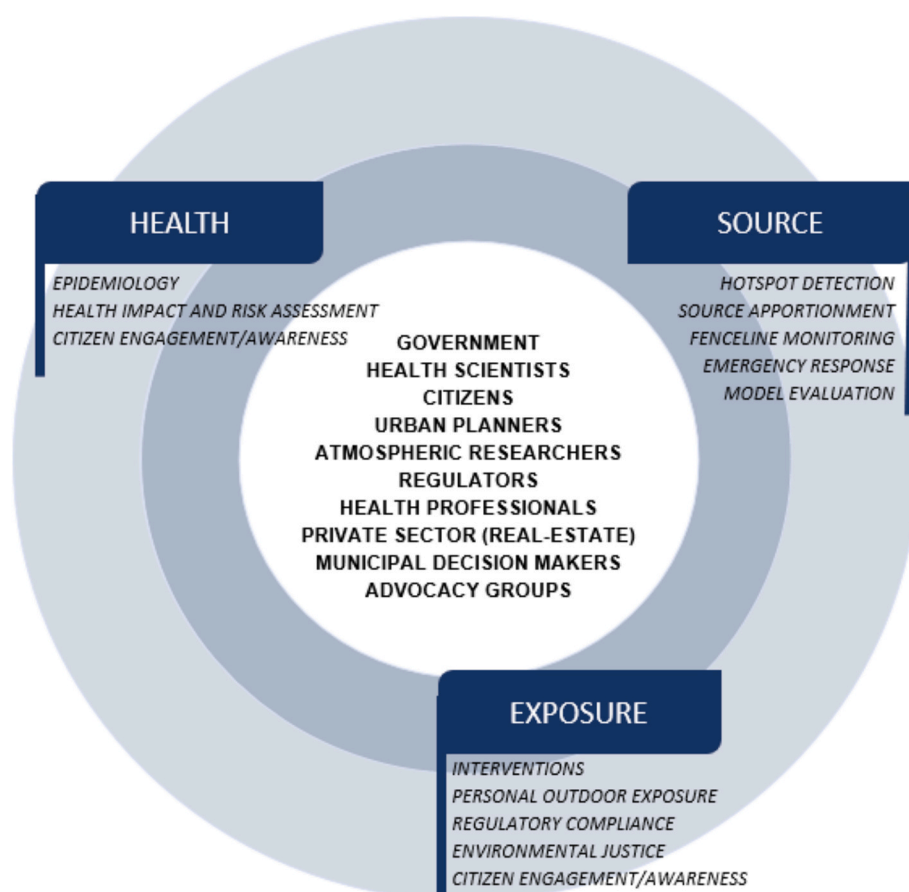 HEALTH
EPIDEMIOLOGY
HEALTH IMPACT AND RISK ASSESSMENT
CITIZEN ENGAGEMENT/AWARENESS
SOURCE
HOTSPOT DETECTION
SOURCE APPORTIONMENT
FENCELINE MONITORING
EMERGENCY RESPONSE
MODEL EVALUATION
GOVERNMENT
HEALTH SCIENTISTS
CITIZENS
URBAN PLANNERS
ATMOSPHERIC RESEARCHERS
REGULATORS
HEALTH PROFESSIONALS
PRIVATE SECTOR (REAL-ESTATE)
MUNICIPAL DECISION MAKERS
ADVOCACY GROUPS
EXPOSURE
INTERVENTIONS
PERSONAL OUTDOOR EXPOSURE
REGULATORY COMPLIANCE
ENVIRONMENTAL JUSTICE
CITIZEN ENGAGEMENT/AWARENESS